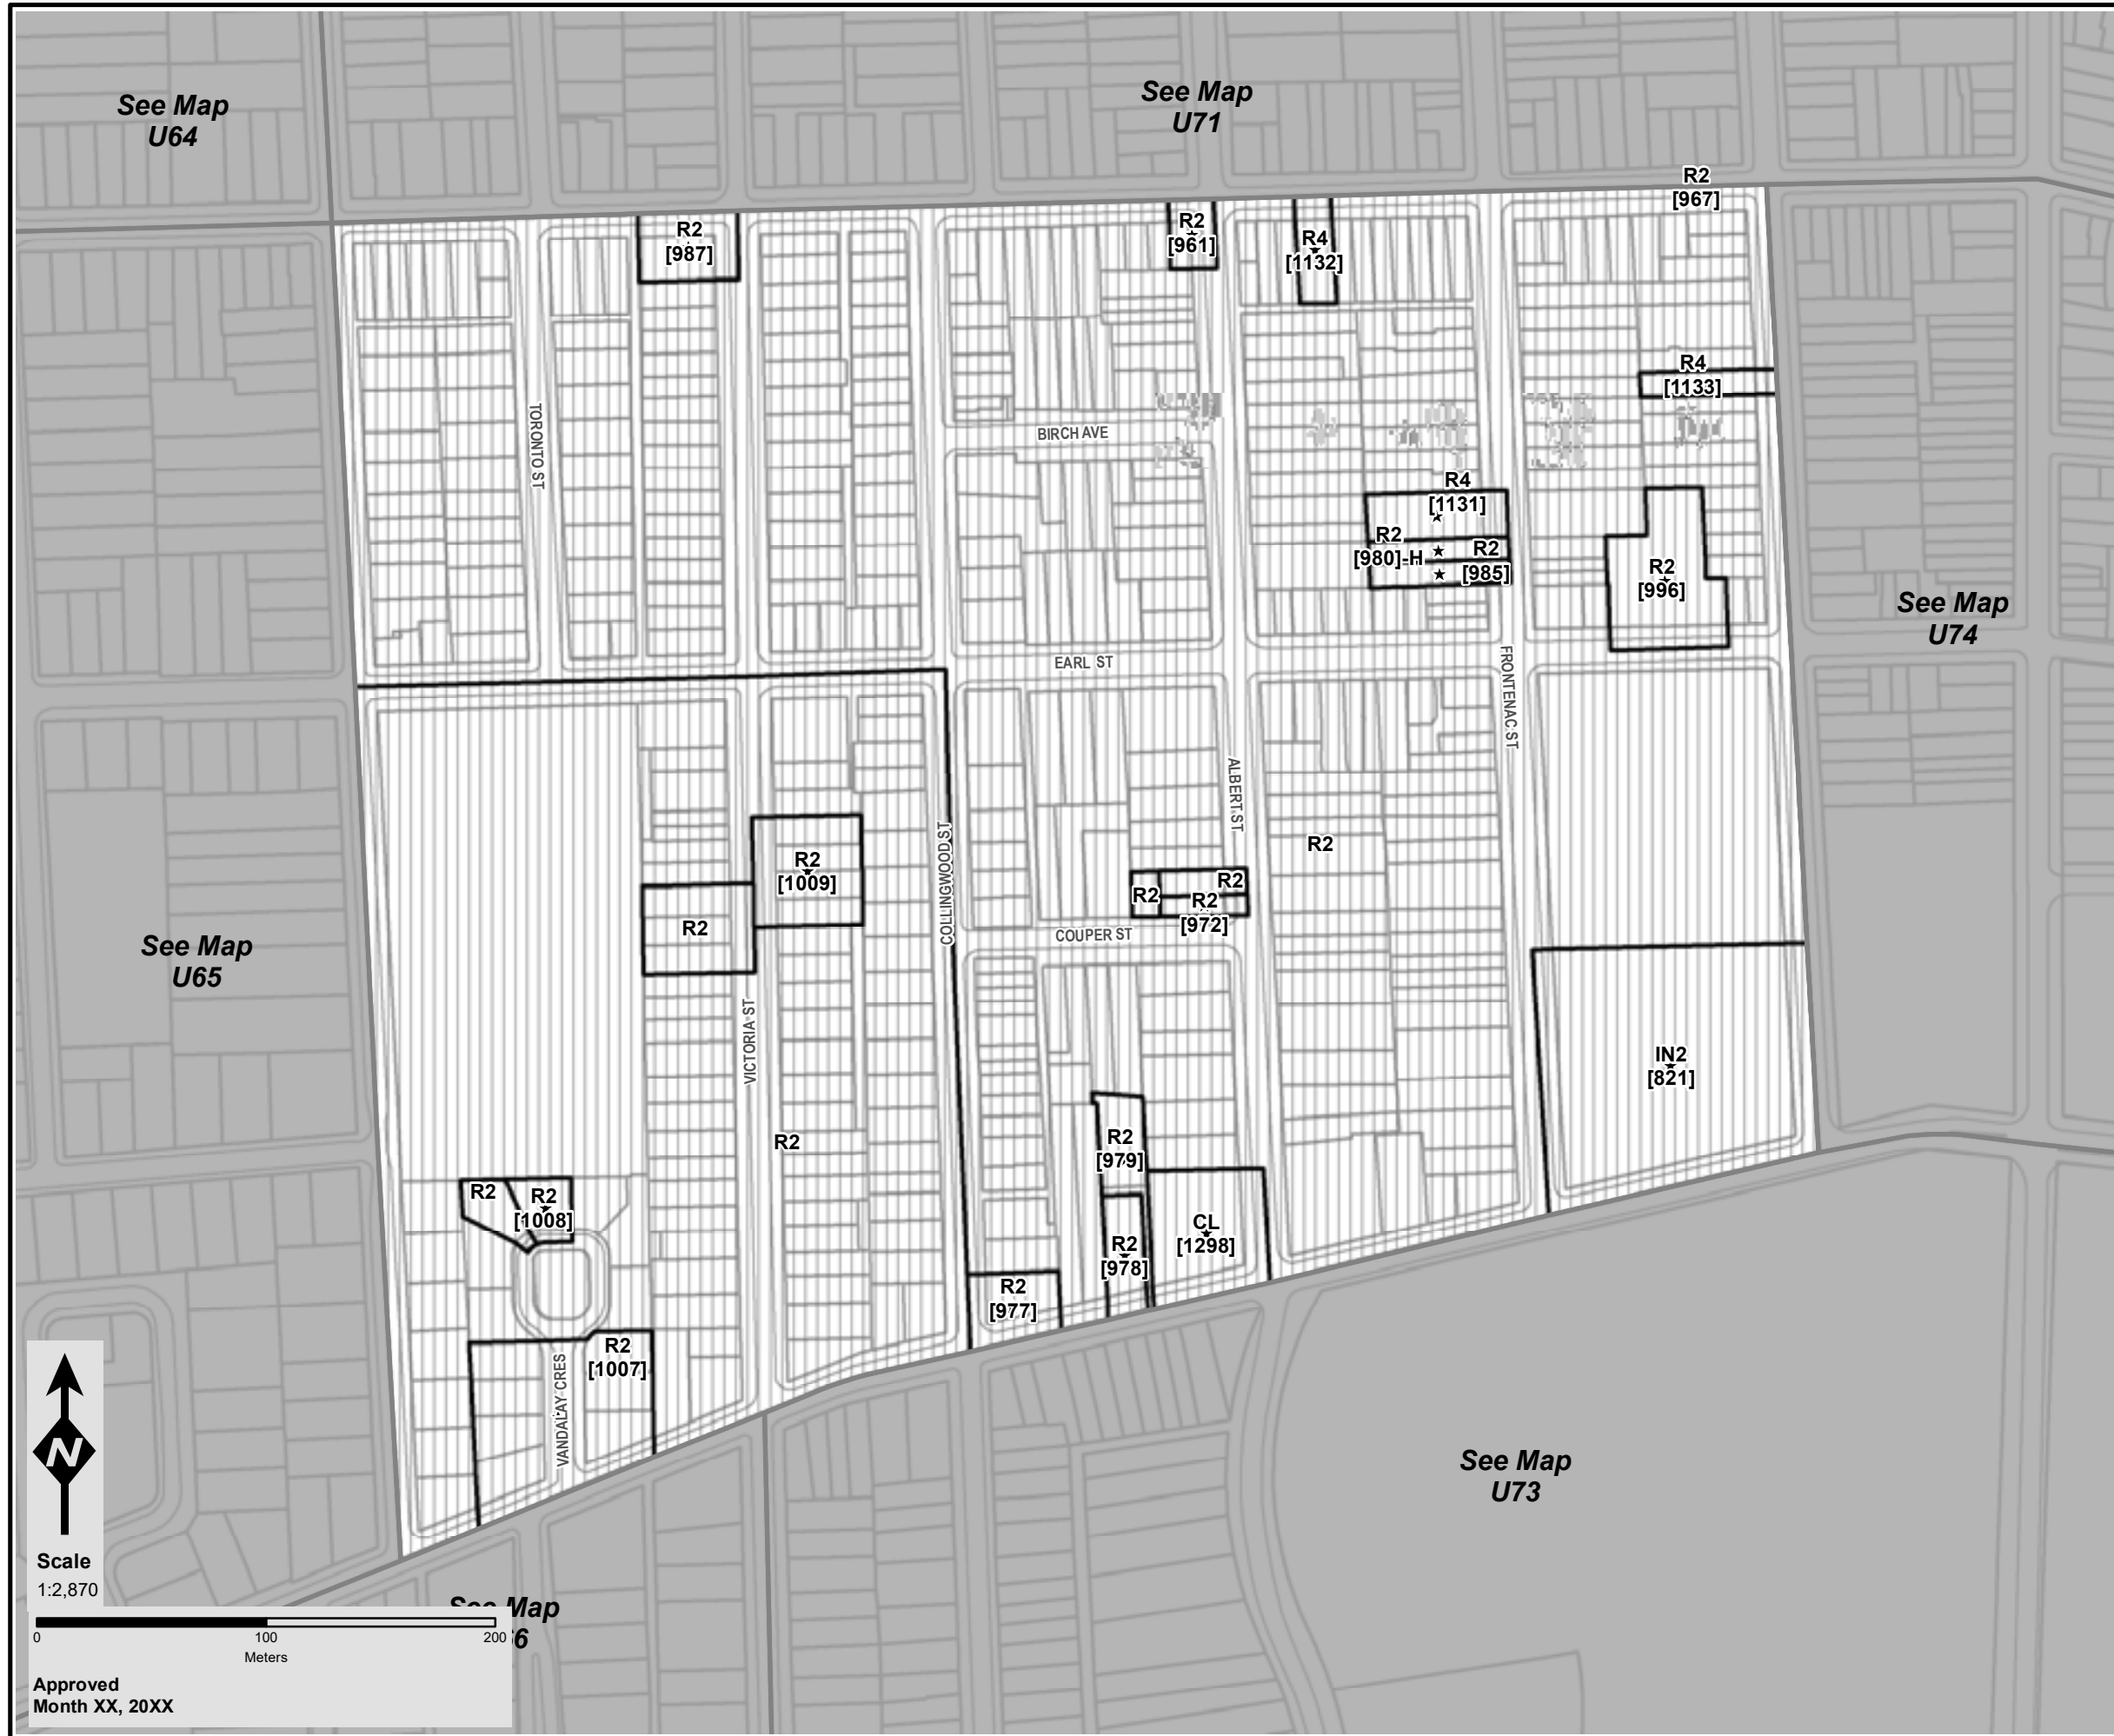 See Map
U64
See Map
U71
R2
[967]
R2
[987]
R2
[961]
R4
[1132]
R4
[1133]
TORONTO ST
BIRCH AVE
R4
[1131]
R2
[980]-H
R2
[985]
R2
[996]
See Map
U74
EARL ST
FRONTENAC ST
ALBERT ST
R2
COLLINGWOOD ST
R2
[1009]
R2
R2
R2
R2
[972]
COUPER ST
See Map
U65
VICTORIA ST
IN2
[821]
R2
R2
[979]
R2
R2
[1008]
CL
[1298]
R2
[978]
R2
[977]
R2
[1007]
VANDALAY CRES
See Map
U73
N
Scale
1:2,870
See Map
6
0 100 200
Meters
Approved
Month XX, 20XX